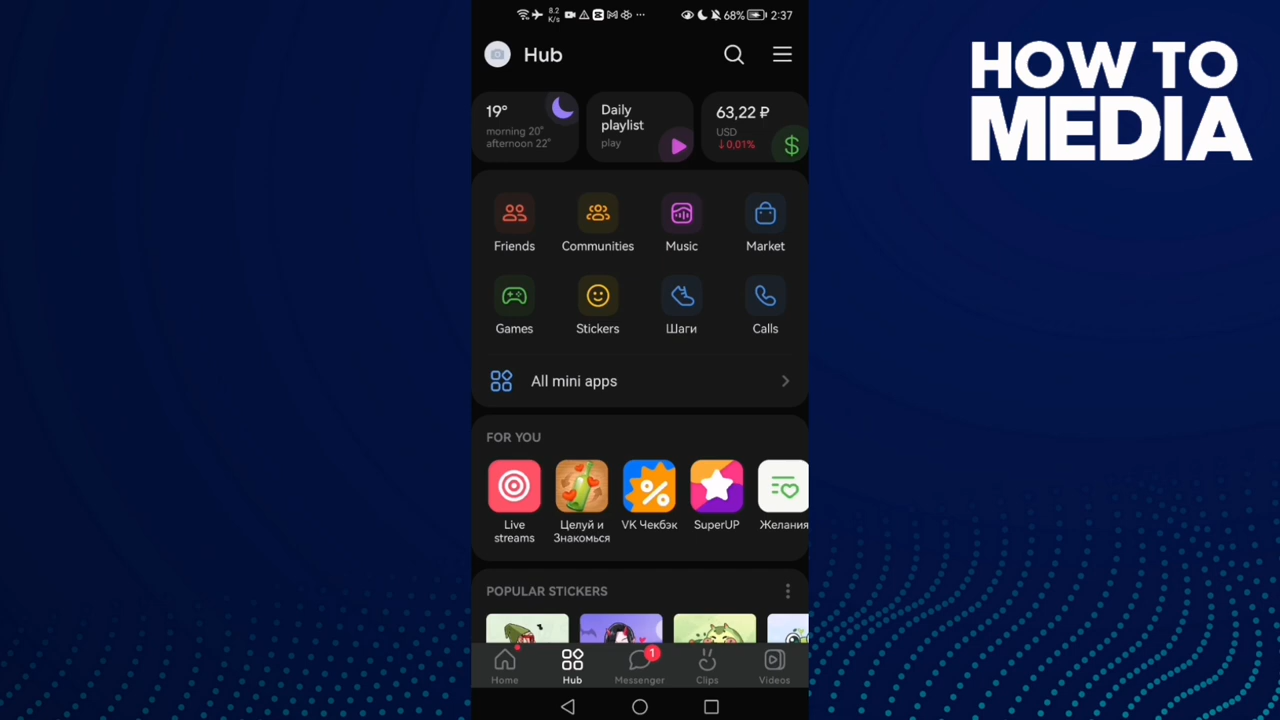 8.2
K/s
68%
2:37
Hub
19°
morning 20°
afternoon 22°
Daily
playlist
play
63,22 ₽
USD
↓0,01%
$
Friends
Communities
Music
Market
Games
Stickers
Шаги
Calls
All mini apps
FOR YOU
%
Live
streams
Целуй и
Знакомься
VK Чекбэк
SuperUP
Желания
POPULAR STICKERS
1
Home
Hub
Messenger
Clips
Videos
HOW TO
MEDIA